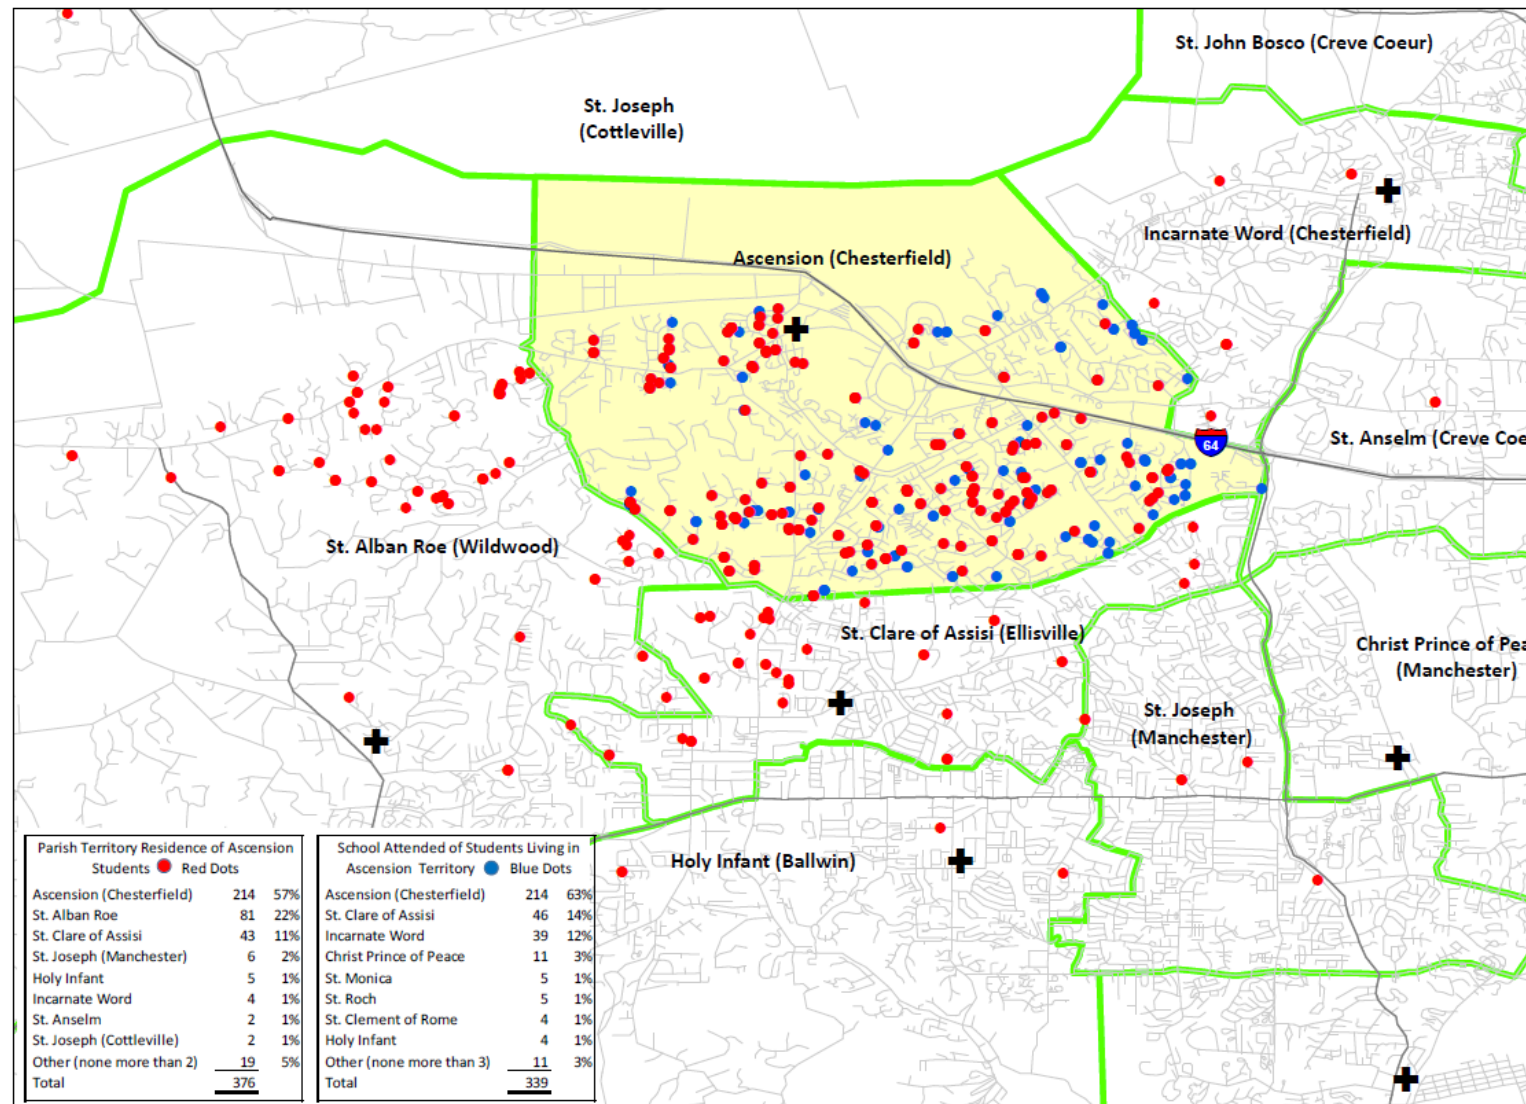 St. John Bosco (Creve Coeur)
St. Joseph
(Cottleville)
Incarnate Word (Chesterfield)
Ascension (Chesterfield)
St. Anselm (Creve Coe
64
St. Alban Roe (Wildwood)
St. Clare of Assisi (Ellisville)
Christ Prince of Pea
(Manchester)
St. Joseph
(Manchester)
Holy Infant (Ballwin)
Parish Territory Residence of Ascension
Students Red Dots
Ascension (Chesterfield) 214 57%
St. Alban Roe 81 22%
St. Clare of Assisi 43 11%
St. Joseph (Manchester) 6 2%
Holy Infant 5 1%
Incarnate Word 4 1%
St. Anselm 2 1%
St. Joseph (Cottleville) 2 1%
Other (none more than 2) 19 5%
Total 376
School Attended of Students Living in
Ascension Territory Blue Dots
Ascension (Chesterfield) 214 63%
St. Clare of Assisi 46 14%
Incarnate Word 39 12%
Christ Prince of Peace 11 3%
St. Monica 5 1%
St. Roch 5 1%
St. Clement of Rome 4 1%
Holy Infant 4 1%
Other (none more than 3) 11 3%
Total 339